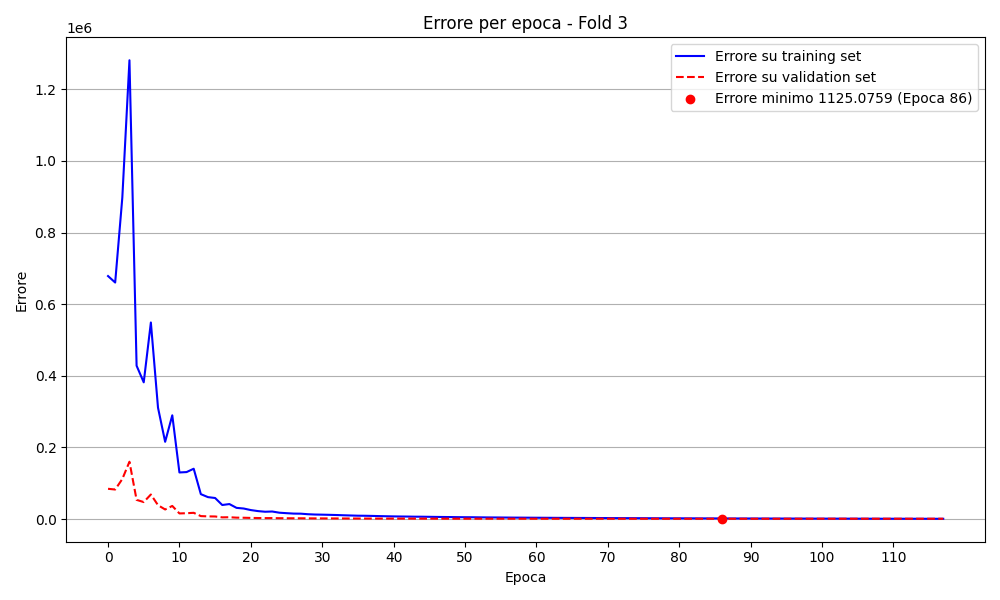 Errore per epoca - Fold 3
1e6
Errore su training set
Errore su validation set
Errore minimo 1125.0759 (Epoca 86)
1.2
1.0
0.8
0.6
0.4
0.2
0.0
Errore
0 10 20 30 40 50 60 70 80 90 100 110
Epoca